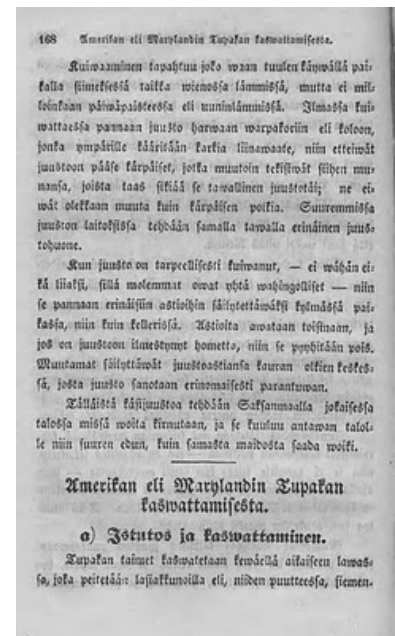 168 Amerikan eli Marylandin Tupakan kaswattamisesta.
Kuiwaaminen tapahtuu joko waan tuulen käywällä pai-
kalla siimeksessä taikka wienossa lämmissä, mutta ei mil-
loinkaan päiwäpaisteessa eli uuninlämmissä. Ilmassa kui-
wattaessa pannaan juusto harwaan warpakoriin eli koloon,
jonka ympärille kääritään karkia liinawaate, niin etteiwät
juustoon pääse kärpäiset, jotka muutoin tekisiwät siihen mu-
nansa, joista taas sikiää se tawallinen juustotäi; ne ei-
wät olekkaan muuta kuin kärpäisen poikia. Suuremmissa
juuston laitoksissa tehdään samalla tawalla erinäinen juus-
tohuone.
Kun juusto on tarpeellisesti kuiwanut, — ei wähän ei-
kä liiaksi, sillä molemmat owat yhtä wahingolliset — niin
se pannaan erinäisiin astioihin säilytettäwäksi kylmässä pai-
kassa, niin kuin kellerissä. Astioita awataan toisinaan, ja
jos on juustoon ilmestynyt hometta, niin se pyyhitään pois.
Muutamat säilyttäwät juustoastiansa kauran olkien keskes-
sä, josta juusto sanotaan erinomaisesti parantuwan.
Tälläistä käsijuustoa tehdään Saksanmaalla jokaisessa
talossa missä woita kirnutaan, ja se kuuluu antawan talol-
le niin suuren edun, kuin samasta maidosta saada woiki.
Amerikan eli Marylandin Tupakan
kaswattamisesta.
a) Istutos ja kaswattaminen.
Tupakan taimet kaswatetaan kewäellä aikaiseen lawas-
sa, joka peitetään lasiakkunoilla eli, niiden puutteessa, siemen-